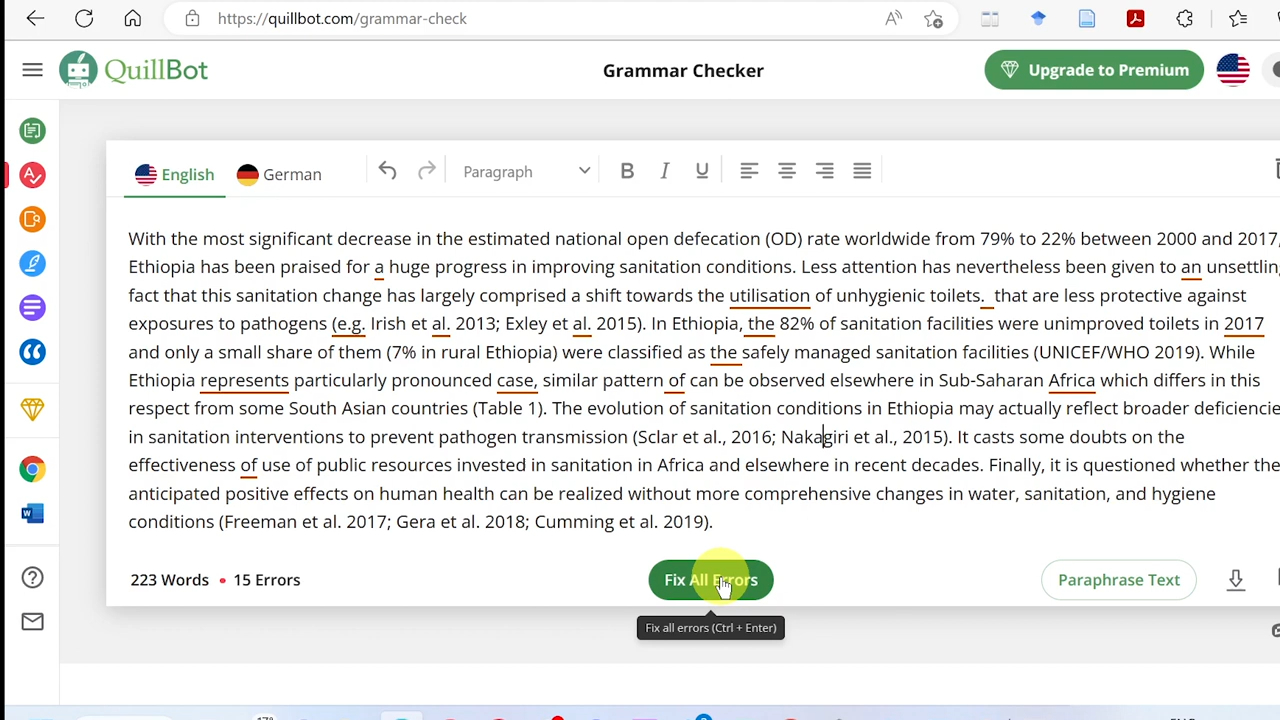 https://quillbot.com/grammar-check
QuillBot
Grammar Checker
Upgrade to Premium
English
German
Paragraph
B I U
With the most significant decrease in the estimated national open defecation (OD) rate worldwide from 79% to 22% between 2000 and 2017,
Ethiopia has been praised for a huge progress in improving sanitation conditions. Less attention has nevertheless been given to an unsettling
fact that this sanitation change has largely comprised a shift towards the utilisation of unhygienic toilets.  that are less protective against
exposures to pathogens (e.g. Irish et al. 2013; Exley et al. 2015). In Ethiopia, the 82% of sanitation facilities were unimproved toilets in 2017
and only a small share of them (7% in rural Ethiopia) were classified as the safely managed sanitation facilities (UNICEF/WHO 2019). While
Ethiopia represents particularly pronounced case, similar pattern of can be observed elsewhere in Sub-Saharan Africa which differs in this
respect from some South Asian countries (Table 1). The evolution of sanitation conditions in Ethiopia may actually reflect broader deficiencie
in sanitation interventions to prevent pathogen transmission (Sclar et al., 2016; Nakagiri et al., 2015). It casts some doubts on the
effectiveness of use of public resources invested in sanitation in Africa and elsewhere in recent decades. Finally, it is questioned whether the
anticipated positive effects on human health can be realized without more comprehensive changes in water, sanitation, and hygiene
conditions (Freeman et al. 2017; Gera et al. 2018; Cumming et al. 2019).
223 Words • 15 Errors
Fix All Errors
Paraphrase Text
Fix all errors (Ctrl + Enter)
17°